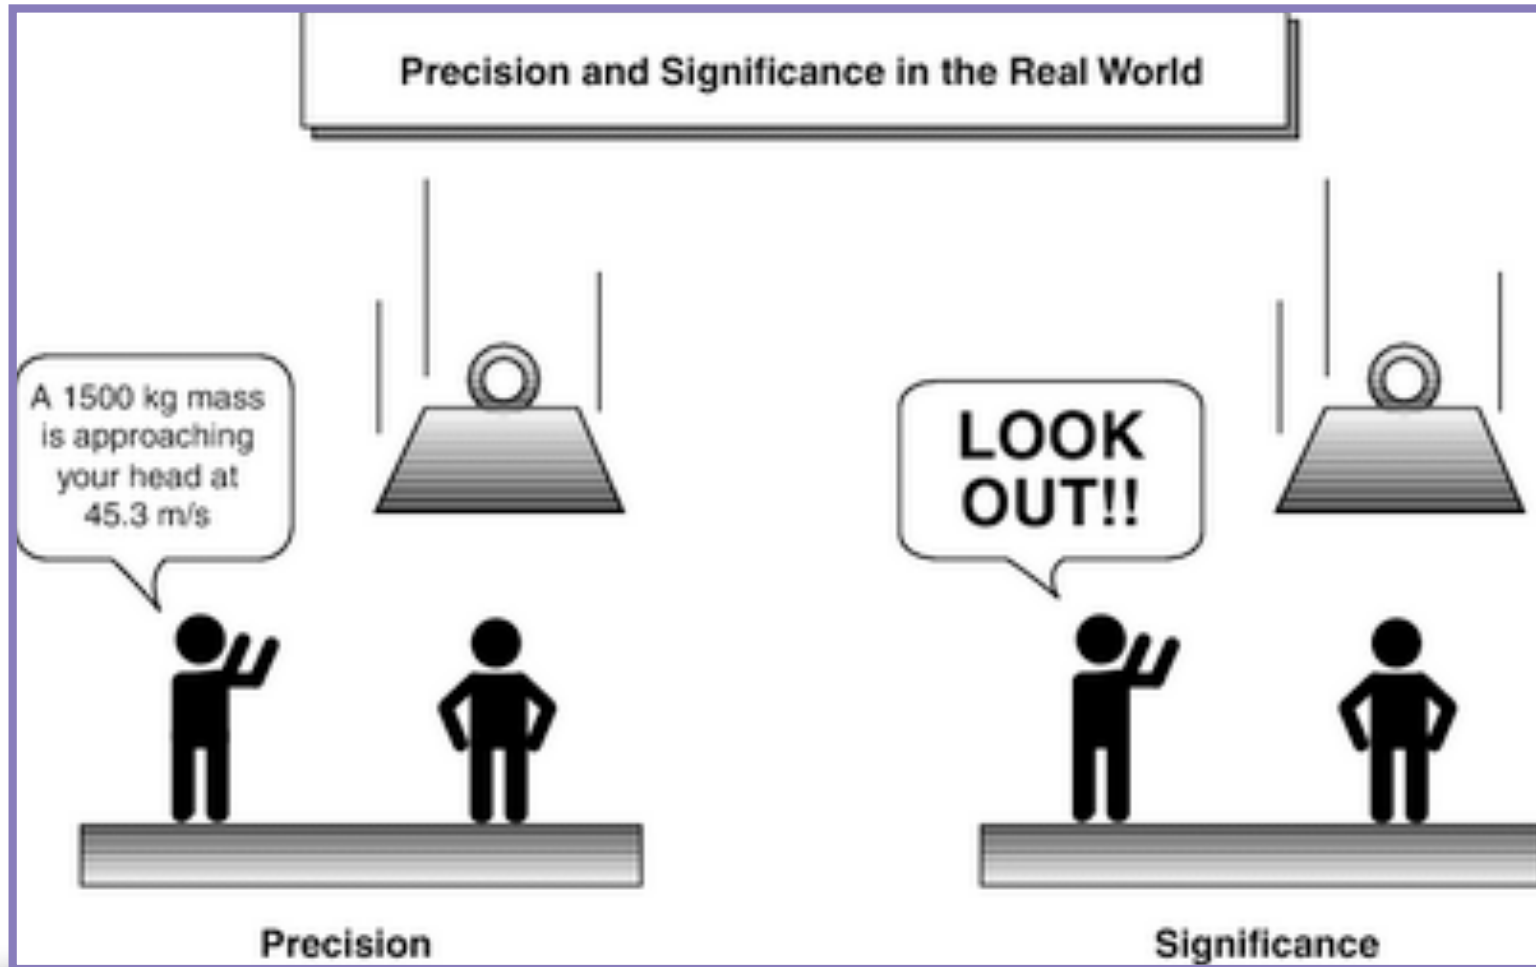 Precision and Significance in the Real World
A 1500 kg mass
is approaching
your head at
45.3 m/s
LOOK
OUT!!
Precision
Significance